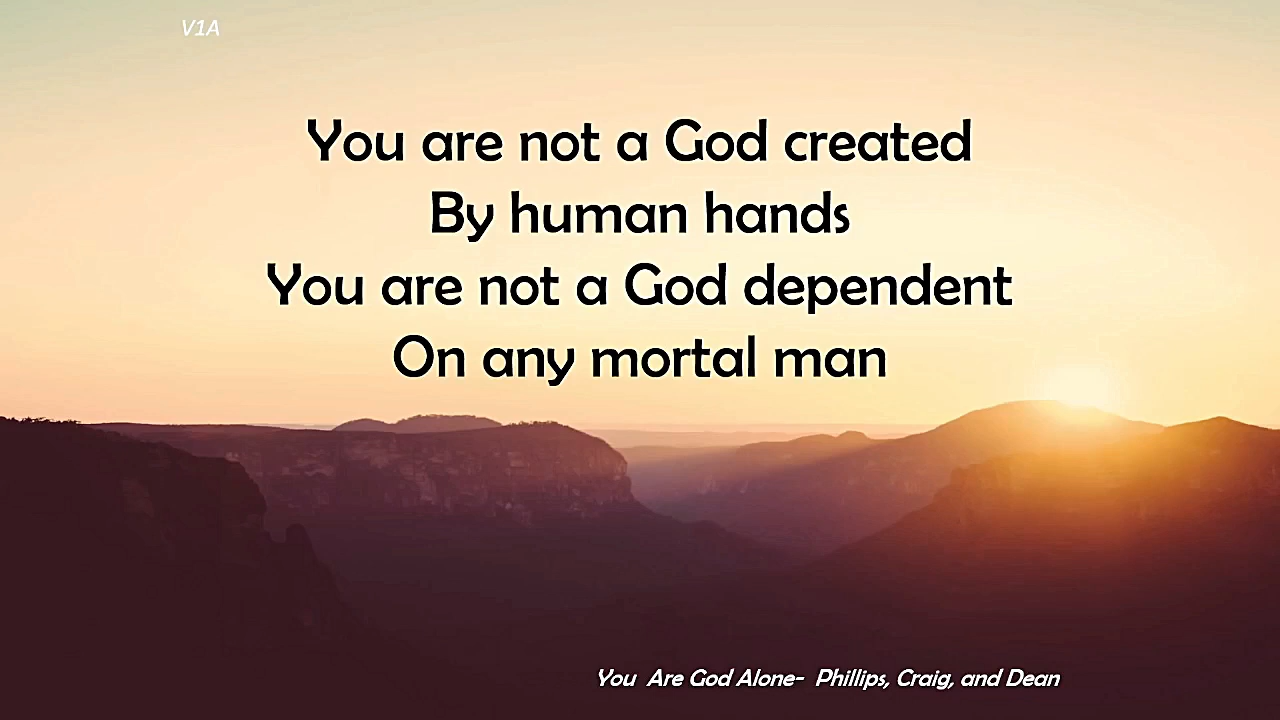 V1A
You are not a God created
By human hands
You are not a God dependent
On any mortal man
You Are God Alone- Phillips, Craig, and Dean